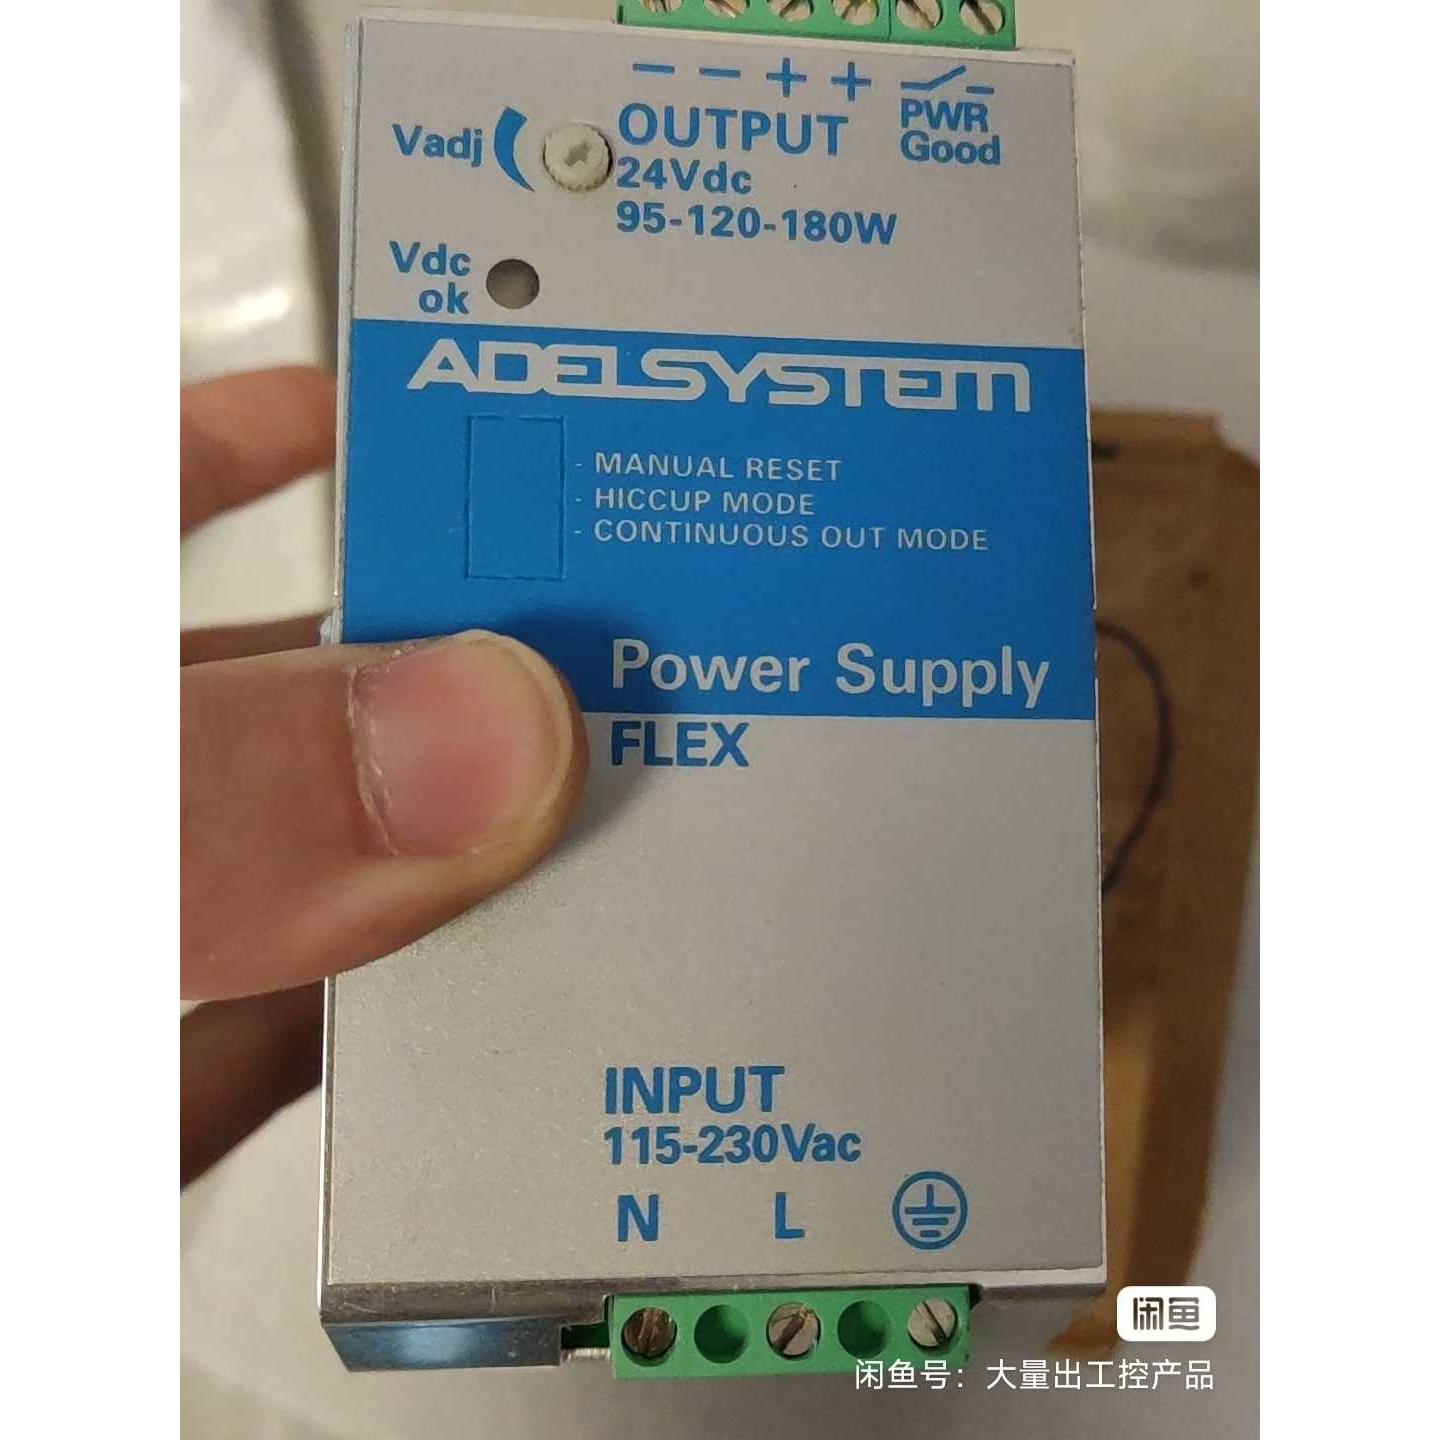 − − + +
OUTPUT
24Vdc
95-120-180W
PWR
Good
Vadj
Vdc
ok
ADELSYSTEM
- MANUAL RESET
- HICCUP MODE
- CONTINUOUS OUT MODE
Power Supply
FLEX
INPUT
115-230Vac
N L
闲鱼
闲鱼号：大量出工控产品